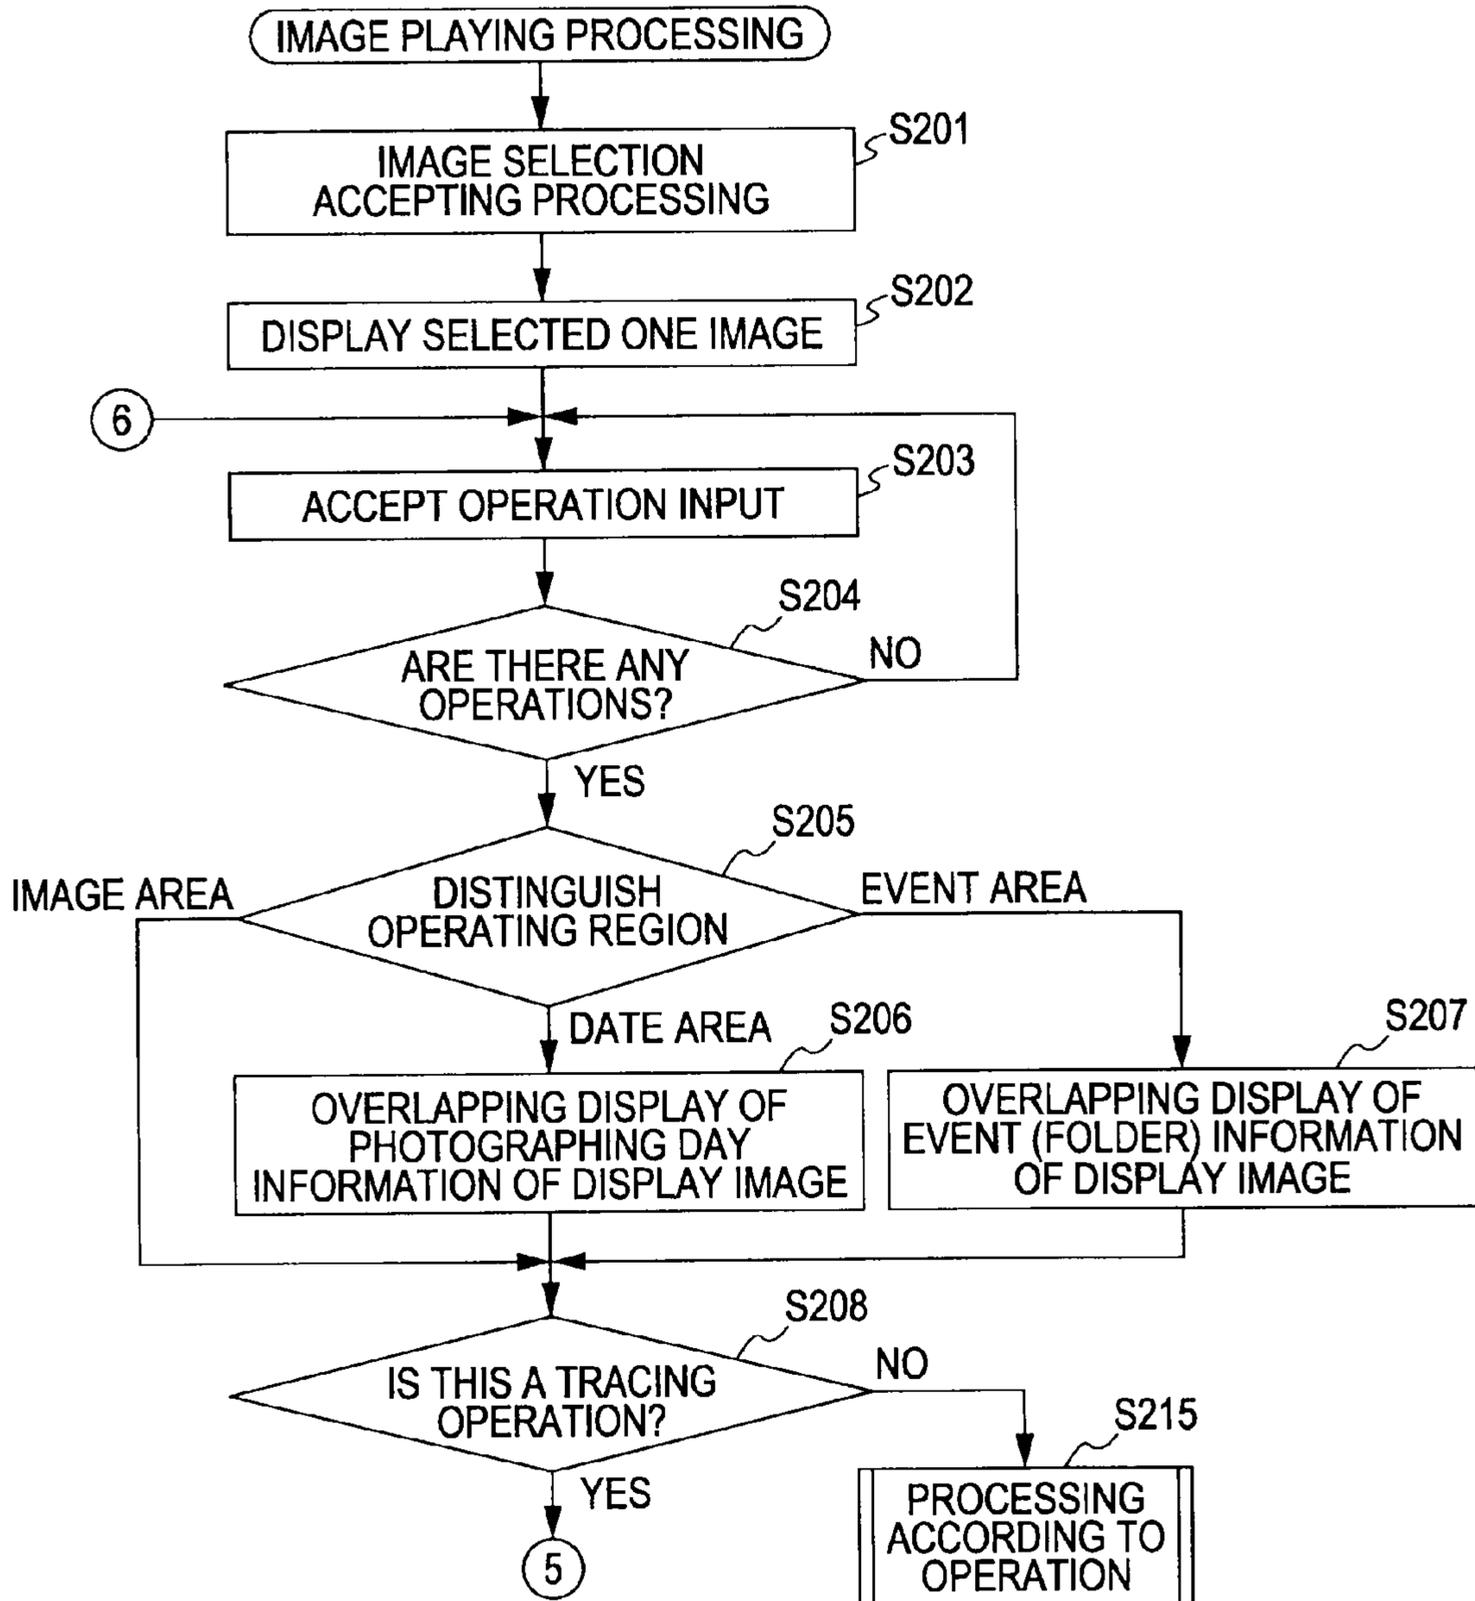 IMAGE PLAYING PROCESSING
S201
IMAGE SELECTION
ACCEPTING PROCESSING
S202
DISPLAY SELECTED ONE IMAGE
6
S203
ACCEPT OPERATION INPUT
S204
ARE THERE ANY
OPERATIONS?
NO
YES
S205
IMAGE AREA
DISTINGUISH
OPERATING REGION
EVENT AREA
DATE AREA
S206
OVERLAPPING DISPLAY OF
PHOTOGRAPHING DAY
INFORMATION OF DISPLAY IMAGE
S207
OVERLAPPING DISPLAY OF
EVENT (FOLDER) INFORMATION
OF DISPLAY IMAGE
S208
IS THIS A TRACING
OPERATION?
NO
YES
5
S215
PROCESSING
ACCORDING TO
OPERATION